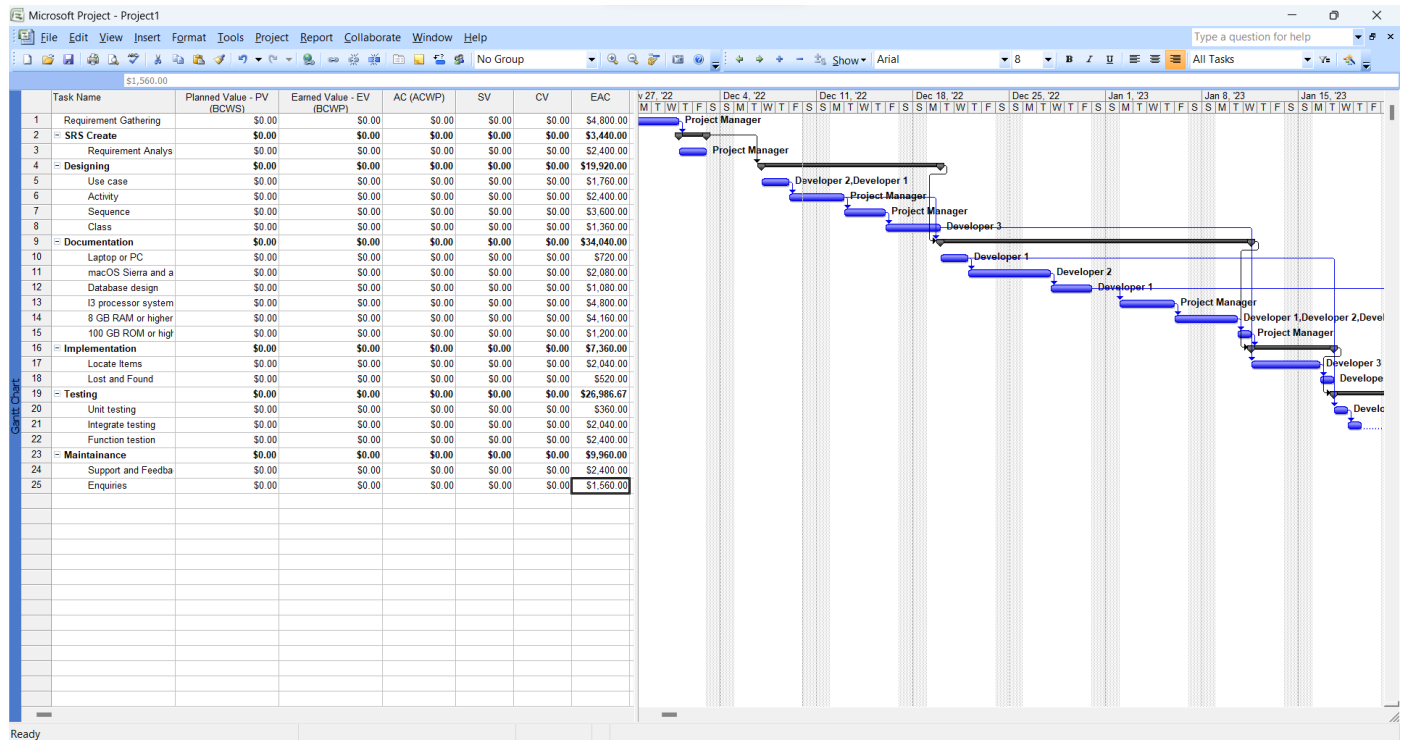 Microsoft Project - Project1
File Edit View Insert Format Tools Project Report Collaborate Window Help Type a question for help
No Group Show Arial 8 B I U All Tasks
$1,560.00
Task Name Planned Value - PV (BCWS) Earned Value - EV (BCWP) AC (ACWP) SV CV EAC
v 27, '22 Dec 4, '22 Dec 11, '22 Dec 18, '22 Dec 25, '22 Jan 1, '23 Jan 8, '23 Jan 15, '23
M T W T F S S M T W T F S S M T W T F S S M T W T F S S M T W T F S S M T W T F S S M T W T F S S M T W T F
1 Requirement Gathering $0.00 $0.00 $0.00 $0.00 $0.00 $4,800.00 Project Manager
2 SRS Create $0.00 $0.00 $0.00 $0.00 $0.00 $3,440.00
3 Requirement Analys $0.00 $0.00 $0.00 $0.00 $0.00 $2,400.00 Project Manager
4 Designing $0.00 $0.00 $0.00 $0.00 $0.00 $19,920.00
5 Use case $0.00 $0.00 $0.00 $0.00 $0.00 $1,760.00 Developer 2,Developer 1
6 Activity $0.00 $0.00 $0.00 $0.00 $0.00 $2,400.00 Project Manager
7 Sequence $0.00 $0.00 $0.00 $0.00 $0.00 $3,600.00 Project Manager
8 Class $0.00 $0.00 $0.00 $0.00 $0.00 $1,360.00 Developer 3
9 Documentation $0.00 $0.00 $0.00 $0.00 $0.00 $34,040.00
10 Laptop or PC $0.00 $0.00 $0.00 $0.00 $0.00 $720.00 Developer 1
11 macOS Sierra and a $0.00 $0.00 $0.00 $0.00 $0.00 $2,080.00 Developer 2
12 Database design $0.00 $0.00 $0.00 $0.00 $0.00 $1,080.00 Developer 1
13 I3 processor system $0.00 $0.00 $0.00 $0.00 $0.00 $4,800.00 Project Manager
14 8 GB RAM or higher $0.00 $0.00 $0.00 $0.00 $0.00 $4,160.00 Developer 1,Developer 2,Devel
15 100 GB ROM or high $0.00 $0.00 $0.00 $0.00 $0.00 $1,200.00 Project Manager
16 Implementation $0.00 $0.00 $0.00 $0.00 $0.00 $7,360.00
17 Locate Items $0.00 $0.00 $0.00 $0.00 $0.00 $2,040.00 Developer 3
18 Lost and Found $0.00 $0.00 $0.00 $0.00 $0.00 $520.00 Develope
19 Testing $0.00 $0.00 $0.00 $0.00 $0.00 $26,986.67
20 Unit testing $0.00 $0.00 $0.00 $0.00 $0.00 $360.00 Develo
21 Integrate testing $0.00 $0.00 $0.00 $0.00 $0.00 $2,040.00
22 Function testion $0.00 $0.00 $0.00 $0.00 $0.00 $2,400.00
23 Maintainance $0.00 $0.00 $0.00 $0.00 $0.00 $9,960.00
24 Support and Feedba $0.00 $0.00 $0.00 $0.00 $0.00 $2,400.00
25 Enquiries $0.00 $0.00 $0.00 $0.00 $0.00 $1,560.00
Gantt Chart
Ready